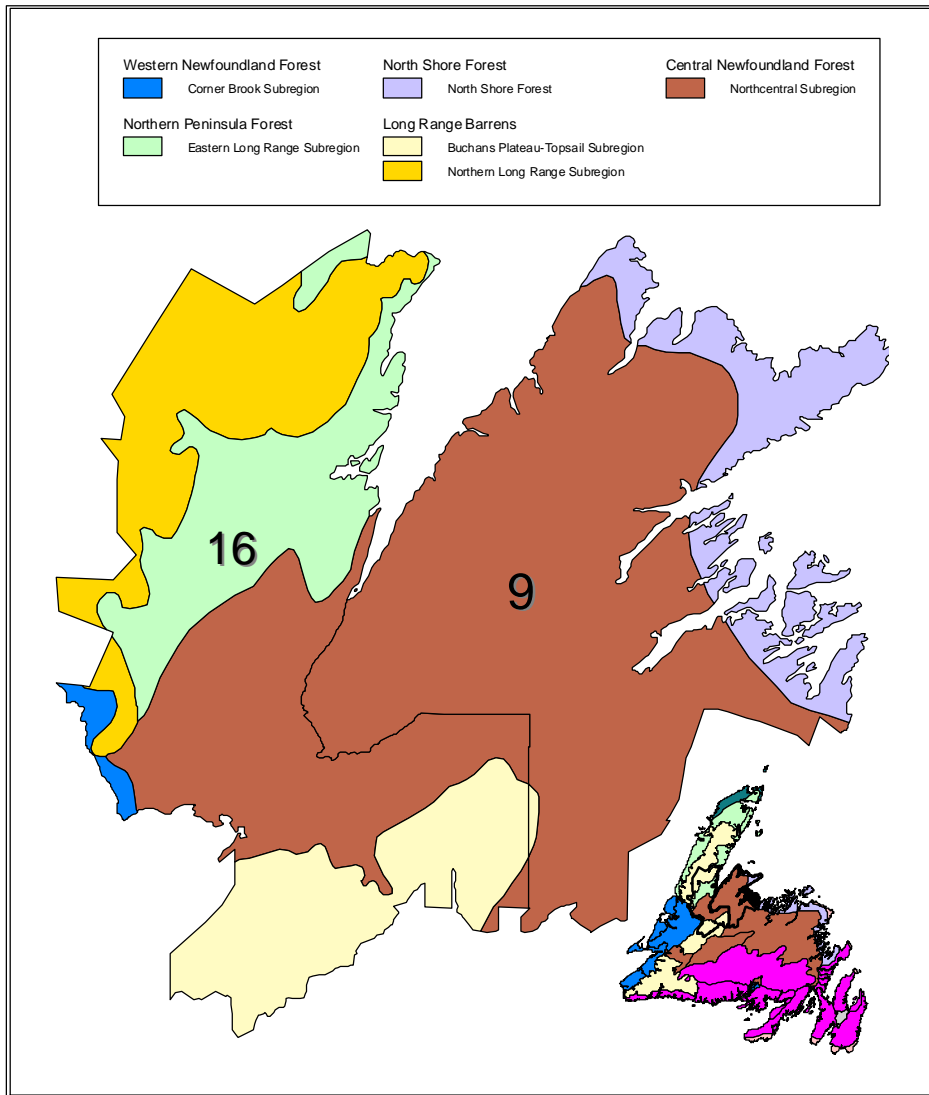 Western Newfoundland Forest
Corner Brook Subregion
North Shore Forest
North Shore Forest
Central Newfoundland Forest
Northcentral Subregion
Northern Peninsula Forest
Eastern Long Range Subregion
Long Range Barrens
Buchans Plateau-Topsail Subregion
Northern Long Range Subregion
16
9